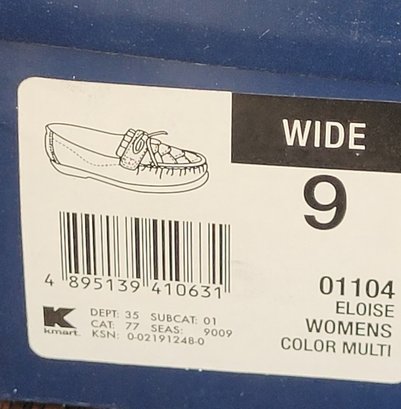 WIDE
9
4 895139 410631
01104
ELOISE
WOMENS
COLOR MULTI
K
kmart.
DEPT: 35 SUBCAT: 01
CAT: 77 SEAS: 9009
KSN: 0-02191248-0